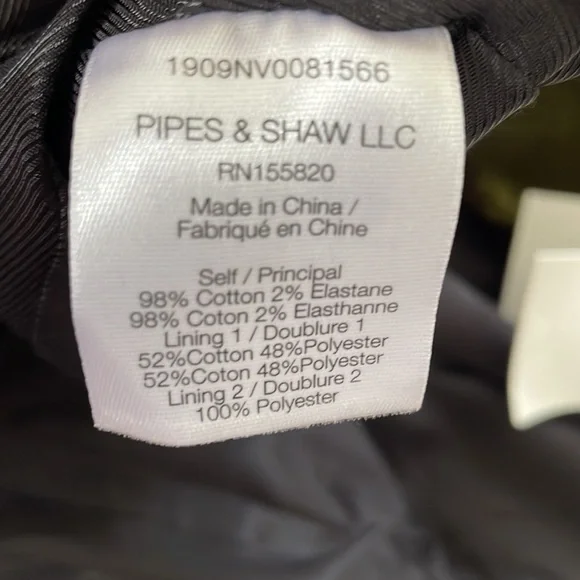 1909NV0081566
PIPES & SHAW LLC
RN155820
Made in China /
Fabriqué en Chine
Self / Principal
98% Cotton 2% Elastane
98% Coton 2% Elasthanne
Lining 1 / Doublure 1
52%Cotton 48%Polyester
52%Coton 48%Polyester
Lining 2 / Doublure 2
100% Polyester